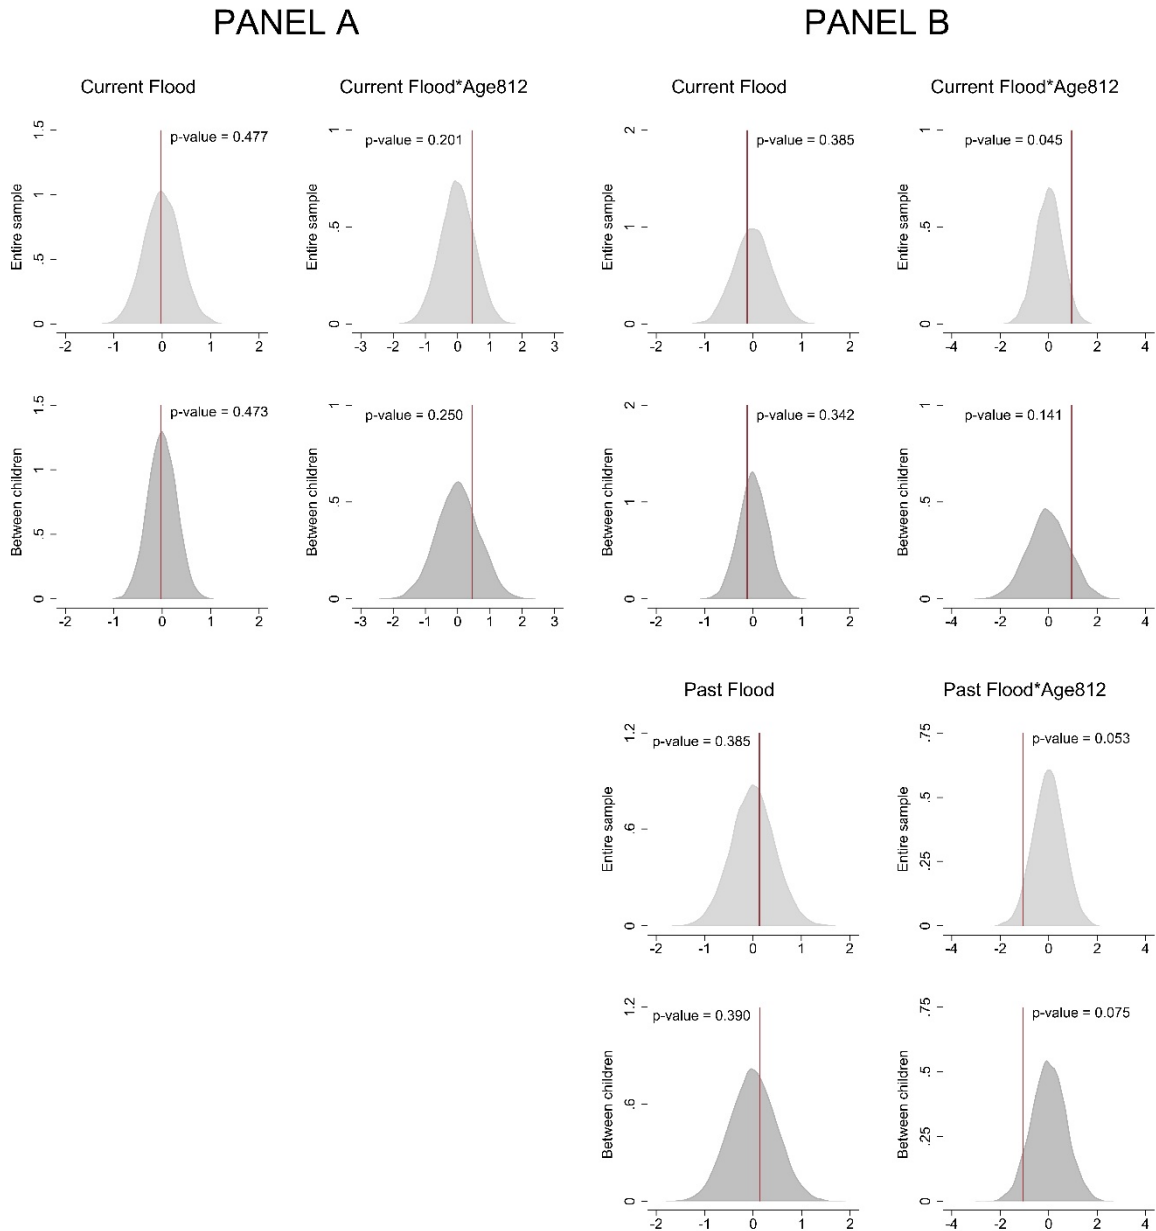 PANEL A
PANEL B
Current Flood
Current Flood*Age812
Current Flood
Current Flood*Age812
Entire sample
0
.5
1
1.5
p-value = 0.477
-2 -1 0 1 2
Entire sample
0
.5
1
p-value = 0.201
-3 -2 -1 0 1 2 3
Entire sample
0
1
2
p-value = 0.385
-2 -1 0 1 2
Entire sample
0
.5
1
p-value = 0.045
-4 -2 0 2 4
Between children
0
.5
1
1.5
p-value = 0.473
-2 -1 0 1 2
Between children
0
.5
1
p-value = 0.250
-3 -2 -1 0 1 2 3
Between children
0
1
2
p-value = 0.342
-2 -1 0 1 2
Between children
0
.5
1
p-value = 0.141
-4 -2 0 2 4
Past Flood
Past Flood*Age812
Entire sample
0
.6
1.2
p-value = 0.385
-2 -1 0 1 2
Entire sample
0
.25
.5
.75
p-value = 0.053
-4 -2 0 2 4
Between children
0
.6
1.2
p-value = 0.390
-2 -1 0 1 2
Between children
0
.25
.5
.75
p-value = 0.075
-4 -2 0 2 4